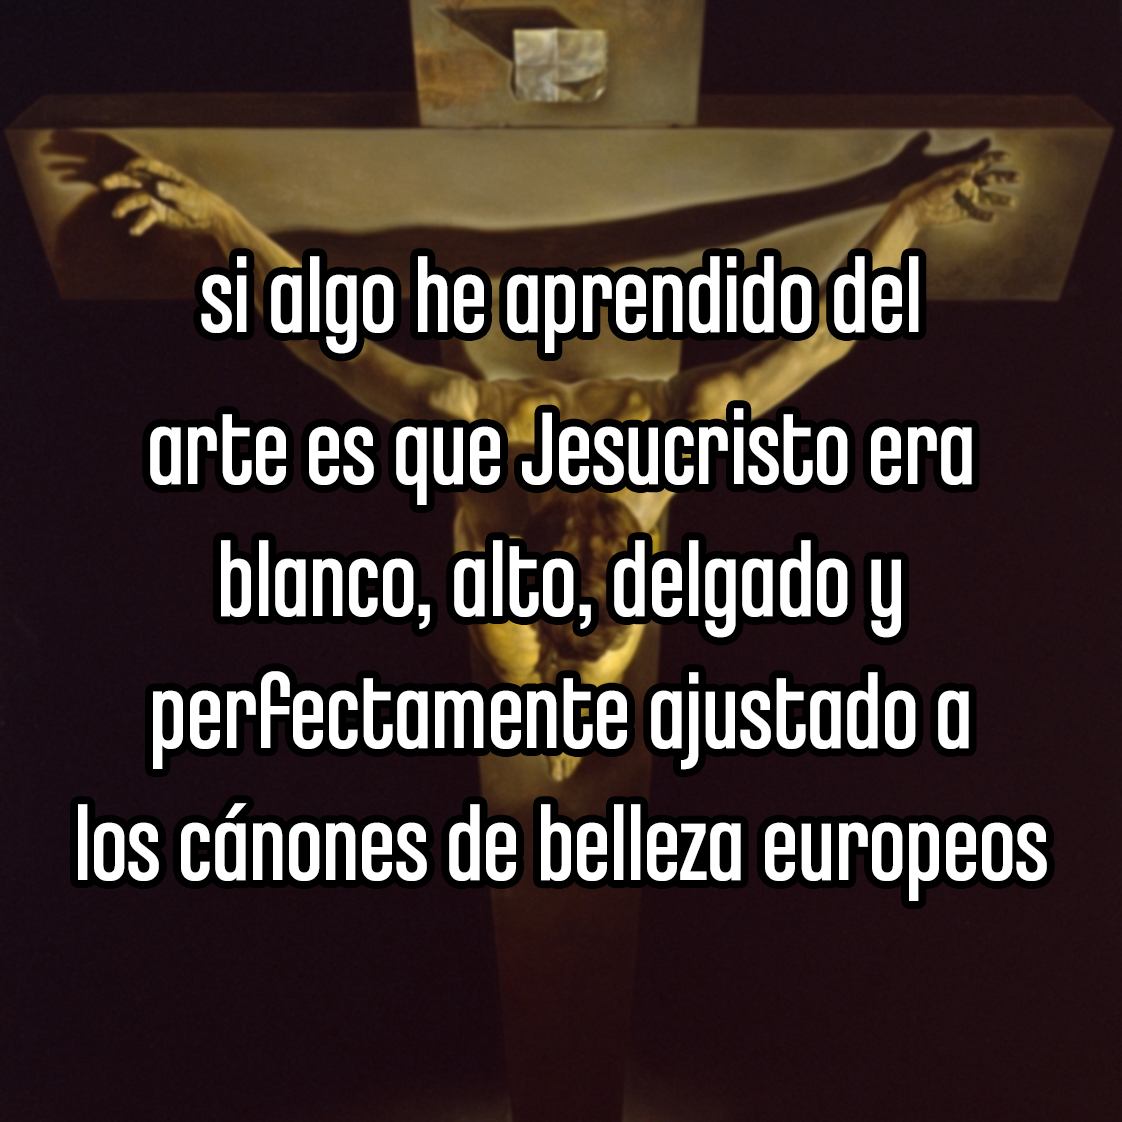 si algo he aprendido del
arte es que Jesucristo era
blanco, alto, delgado y
perfectamente ajustado a
los cánones de belleza europeos